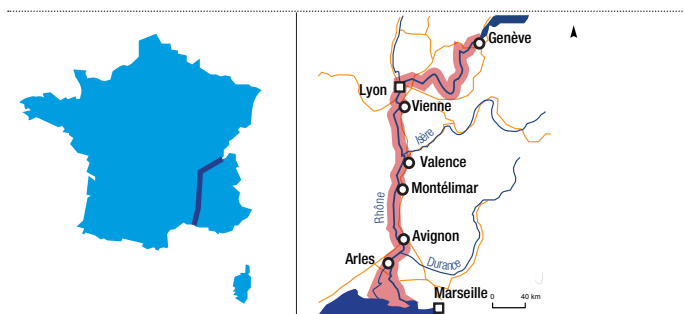 Genève
Lyon
Vienne
Isère
Valence
Montélimar
Rhône
Avignon
Arles
Durance
Marseille
0 40 km